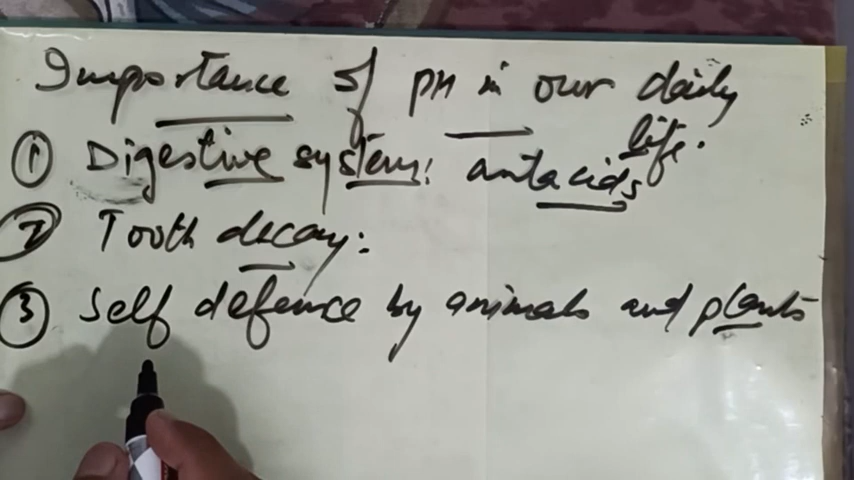 Importance of pH in our daily life.
① Digestive system: antacids
② Tooth decay:
③ Self defence by animals and plants